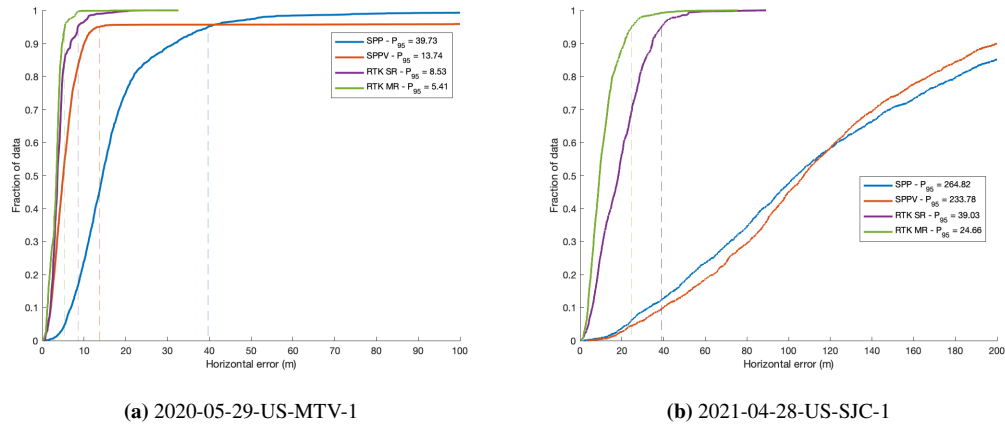 1
0.9
0.8
0.7
0.6
0.5
0.4
0.3
0.2
0.1
0
Fraction of data
0 10 20 30 40 50 60 70 80 90 100
Horizontal error (m)
SPP - P95 = 39.73
SPPV - P95 = 13.74
RTK SR - P95 = 8.53
RTK MR - P95 = 5.41
(a) 2020-05-29-US-MTV-1
1
0.9
0.8
0.7
0.6
0.5
0.4
0.3
0.2
0.1
0
Fraction of data
0 20 40 60 80 100 120 140 160 180 200
Horizontal error (m)
SPP - P95 = 264.82
SPPV - P95 = 233.78
RTK SR - P95 = 39.03
RTK MR - P95 = 24.66
(b) 2021-04-28-US-SJC-1